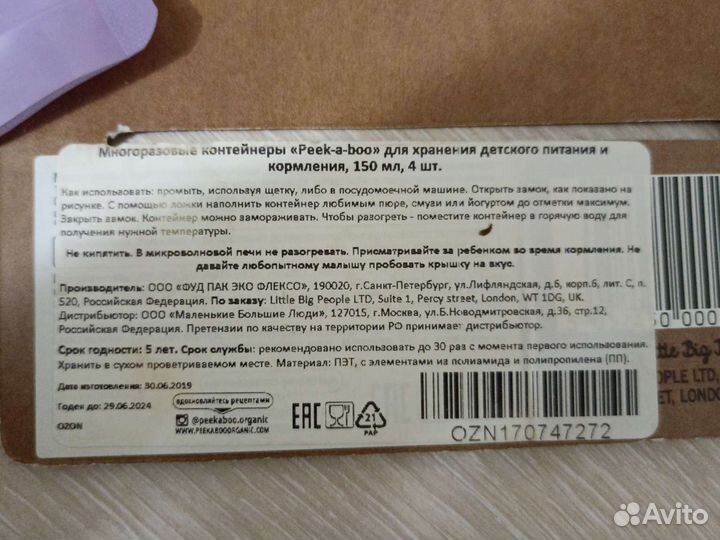 Многоразовые контейнеры «Peek-a-boo» для хранения детского питания и
кормления, 150 мл, 4 шт.
Как использовать: промыть, используя щетку, либо в посудомоечной машине. Открыть замок, как показано на
рисунке. С помощью ложки наполнить контейнер любимым пюре, смузи или йогуртом до отметки максимум.
Закрыть замок. Контейнер можно замораживать. Чтобы разогреть - поместите контейнер в горячую воду для
получения нужной температуры.
Не кипятить. В микроволновой печи не разогревать. Присматривайте за ребенком во время кормления. Не
давайте любопытному малышу пробовать крышку на вкус.
Производитель: ООО «ФУД ПАК ЭКО ФЛЕКСО», 190020, г.Санкт-Петербург, ул.Лифляндская, д.6, корп.6, лит. С, п.
520, Российская Федерация. По заказу: Little Big People LTD, Suite 1, Percy street, London, WT 1DG, UK.
Дистрибьютор: ООО «Маленькие Большие Люди», 127015, г.Москва, ул.Б.Новодмитровская, д.36, стр.12,
Российская Федерация. Претензии по качеству на территории РФ принимает дистрибьютор.
Срок годности: 5 лет. Срок службы: рекомендовано использовать до 30 раз с момента первого использования.
Хранить в сухом проветриваемом месте. Материал: ПЭТ, с элементами из полиамида и полипропилена (ПП).
Дата изготовления: 30.06.2019
Годен до: 29.06.2024
OZON
вдохновляйтесь рецептами
@peekaboo.organic
WWW.PEEKABOOORGANIC.COM
EAC
21
PAP
OZN170747272
50 000
ttle Big
OPLE LTD,
ET, LONDO
Avito